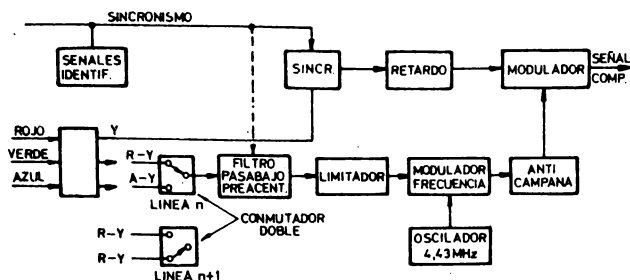 SINCRONISMO
SEÑALES
IDENTIF.
SINCR.
RETARDO
MODULADOR
SEÑAL
COMP.
ROJO
VERDE
AZUL
Y
R-Y
A-Y
LINEA n
FILTRO
PASABAJO
PREACENT.
LIMITADOR
MODULADOR
FRECUENCIA
ANTI
CAMPANA
CONMUTADOR
DOBLE
OSCILADOR
4,43 MHz
R-Y
R-Y
LINEA n+1